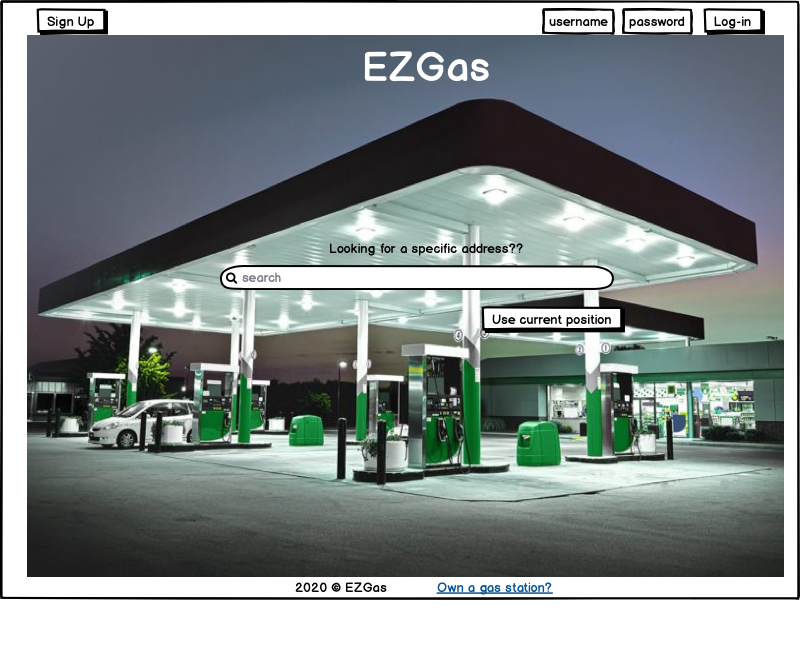 Sign Up
username
password
Log-in
EZGas
Looking for a specific address??
search
Use current position
2020 © EZGas
Own a gas station?